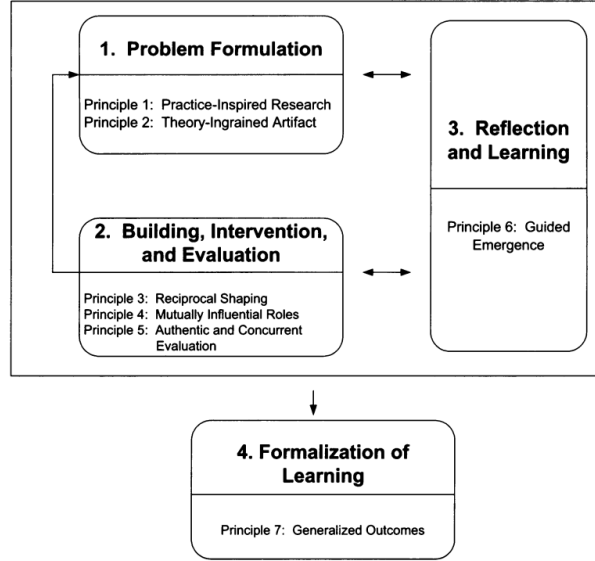 1. Problem Formulation
Principle 1: Practice-Inspired Research
Principle 2: Theory-Ingrained Artifact
2. Building, Intervention,
and Evaluation
Principle 3: Reciprocal Shaping
Principle 4: Mutually Influential Roles
Principle 5: Authentic and Concurrent
Evaluation
3. Reflection
and Learning
Principle 6: Guided
Emergence
4. Formalization of
Learning
Principle 7: Generalized Outcomes